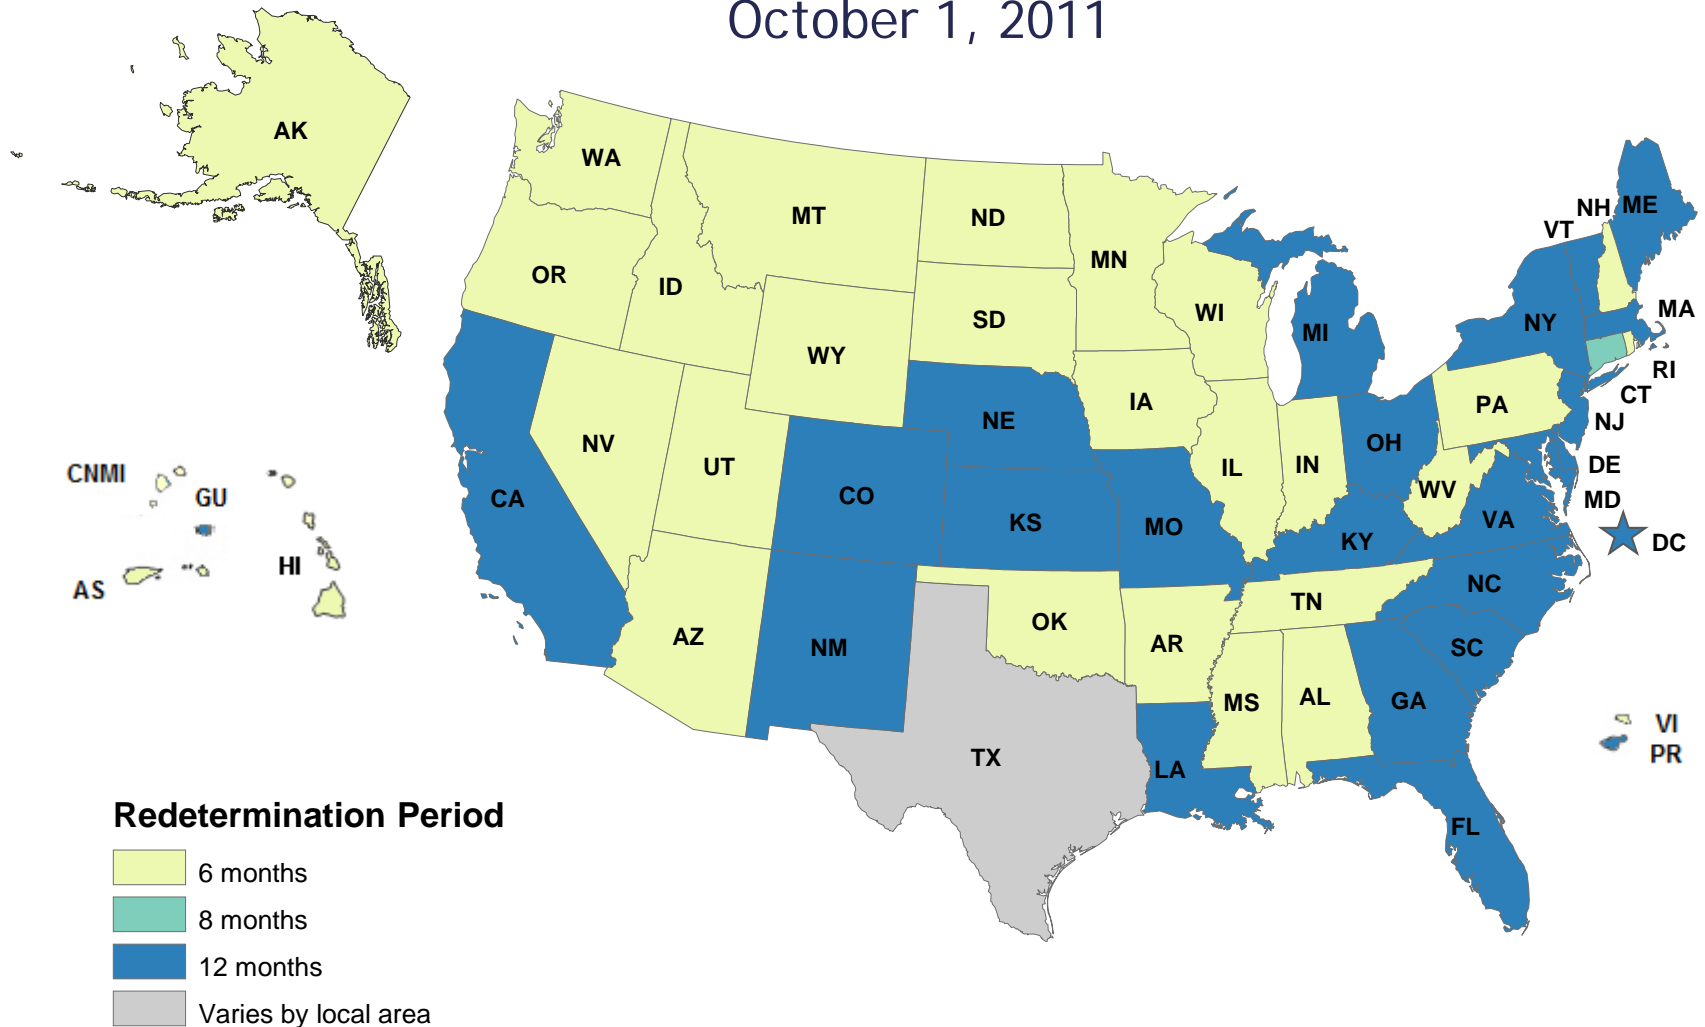 October 1, 2011
AK
WA
MT
ND
MN
OR
ID
SD
WI
WY
MI
NY
VT
NH
ME
MA
RI
CT
NJ
PA
IA
NE
NV
UT
CO
CA
KS
MO
IL
IN
OH
WV
VA
DE
MD
DC
KY
NC
TN
SC
AZ
NM
OK
AR
MS
AL
GA
TX
LA
FL
CNMI
GU
AS
HI
VI
PR
Redetermination Period
6 months
8 months
12 months
Varies by local area